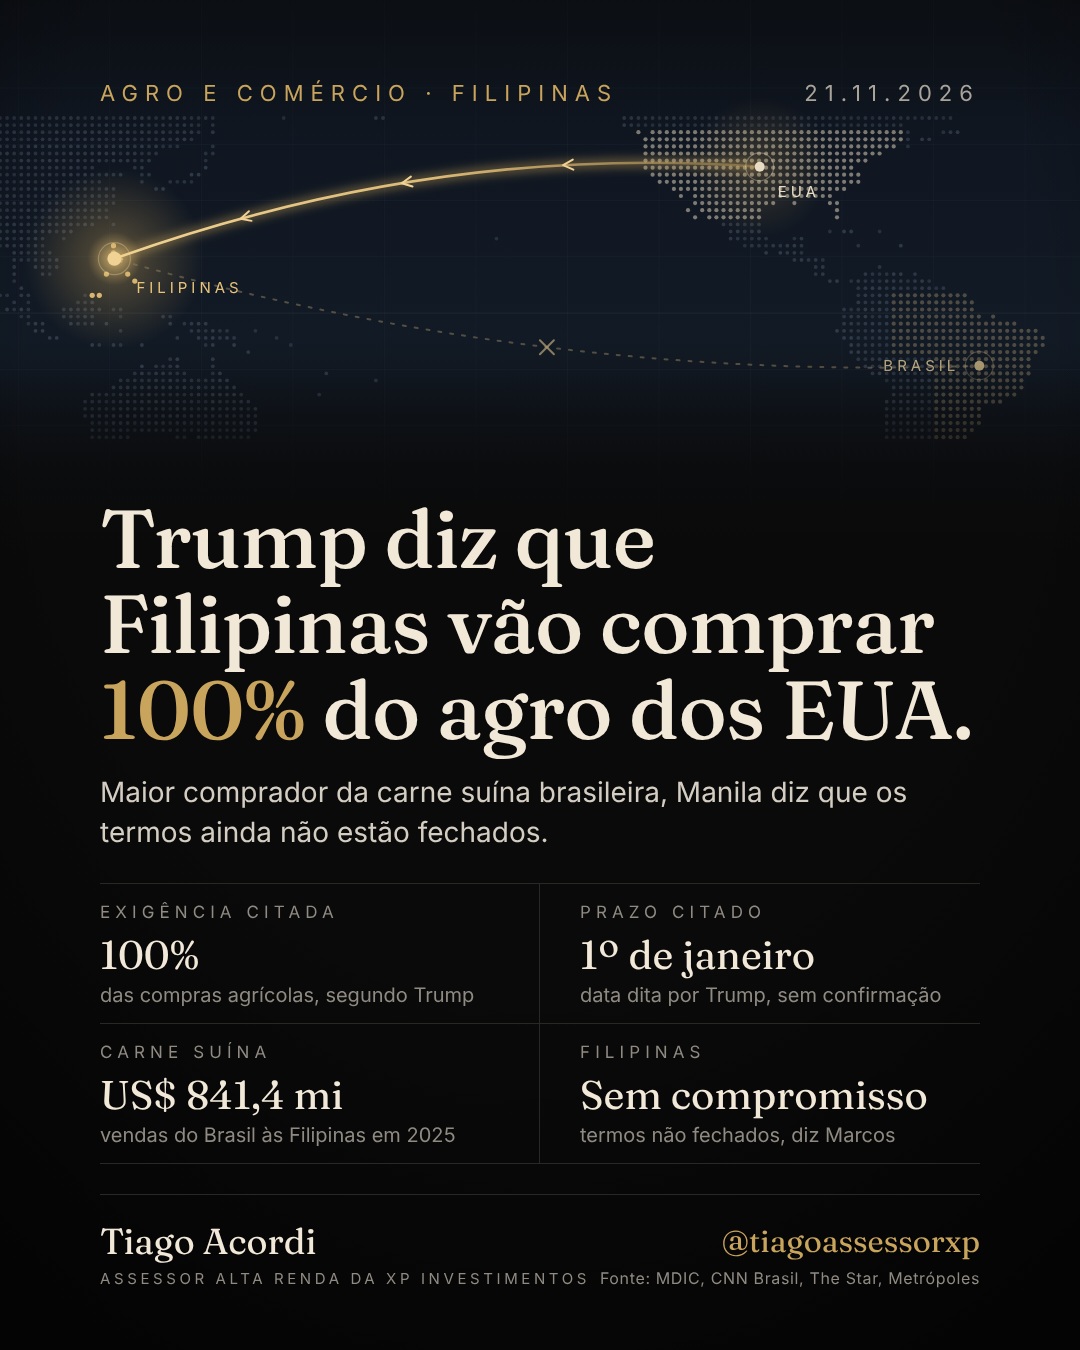 AGRO E COMÉRCIO · FILIPINAS
21.11.2026
EUA
FILIPINAS
BRASIL
Trump diz que
Filipinas vão comprar
100% do agro dos EUA.
Maior comprador da carne suína brasileira, Manila diz que os
termos ainda não estão fechados.
EXIGÊNCIA CITADA
100%
das compras agrícolas, segundo Trump
PRAZO CITADO
1º de janeiro
data dita por Trump, sem confirmação
CARNE SUÍNA
US$ 841,4 mi
vendas do Brasil às Filipinas em 2025
FILIPINAS
Sem compromisso
termos não fechados, diz Marcos
Tiago Acordi
@tiagoassessorxp
ASSESSOR ALTA RENDA DA XP INVESTIMENTOS
Fonte: MDIC, CNN Brasil, The Star, Metrópoles